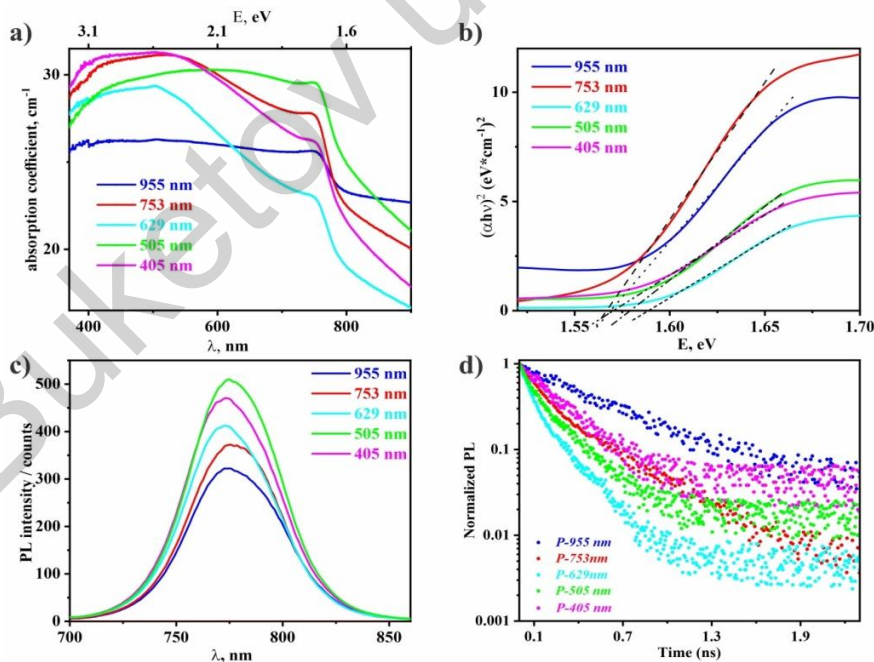 Buketov u
a)
E, eV
3.1
2.1
1.6
absorption coefficient, cm⁻¹
30
20
955 nm
753 nm
629 nm
505 nm
405 nm
400
600
800
λ, nm
b)
(αhν)² (eV*cm⁻¹)²
10
5
0
955 nm
753 nm
629 nm
505 nm
405 nm
1.55
1.60
1.65
1.70
E, eV
c)
PL intensity / counts
500
400
300
200
100
0
955 nm
753 nm
629 nm
505 nm
405 nm
700
750
800
850
λ, nm
d)
Normalized PL
1
0.1
0.01
0.001
P-955 nm
P-753nm
P-629nm
P-505 nm
P-405 nm
0.1
0.7
1.3
1.9
Time (ns)